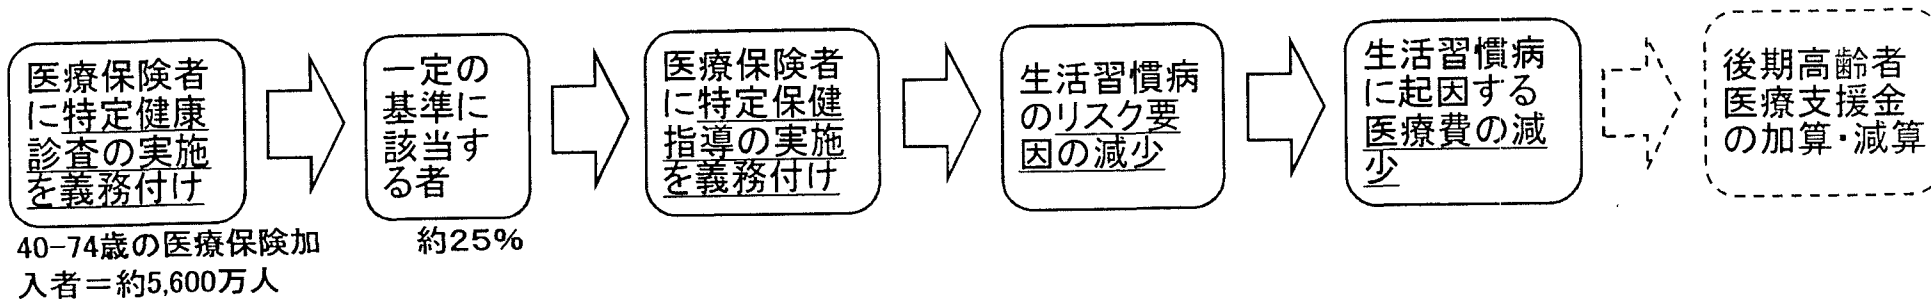 医療保険者
に特定健康
診査の実施
を義務付け
40-74歳の医療保険加
入者=約5,600万人
一定の
基準に
該当す
る者
約25%
医療保険者
に特定保健
指導の実施
を義務付け
生活習慣病
のリスク要
因の減少
生活習慣病
に起因する
医療費の減
少
後期高齢者
医療支援金
の加算・減算